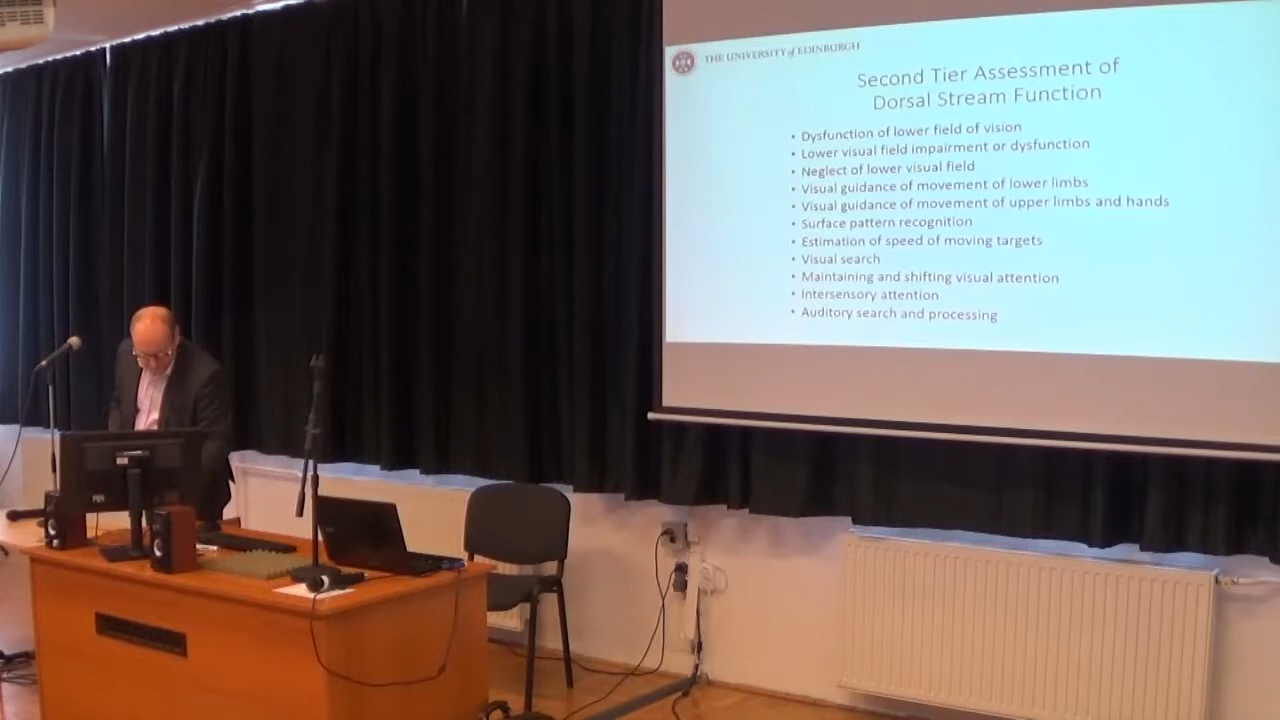 THE UNIVERSITY of EDINBURGH
Second Tier Assessment of
Dorsal Stream Function
• Dysfunction of lower field of vision
• Lower visual field impairment or dysfunction
• Neglect of lower visual field
• Visual guidance of movement of lower limbs
• Visual guidance of movement of upper limbs and hands
• Surface pattern recognition
• Estimation of speed of moving targets
• Visual search
• Maintaining and shifting visual attention
• Intersensory attention
• Auditory search and processing